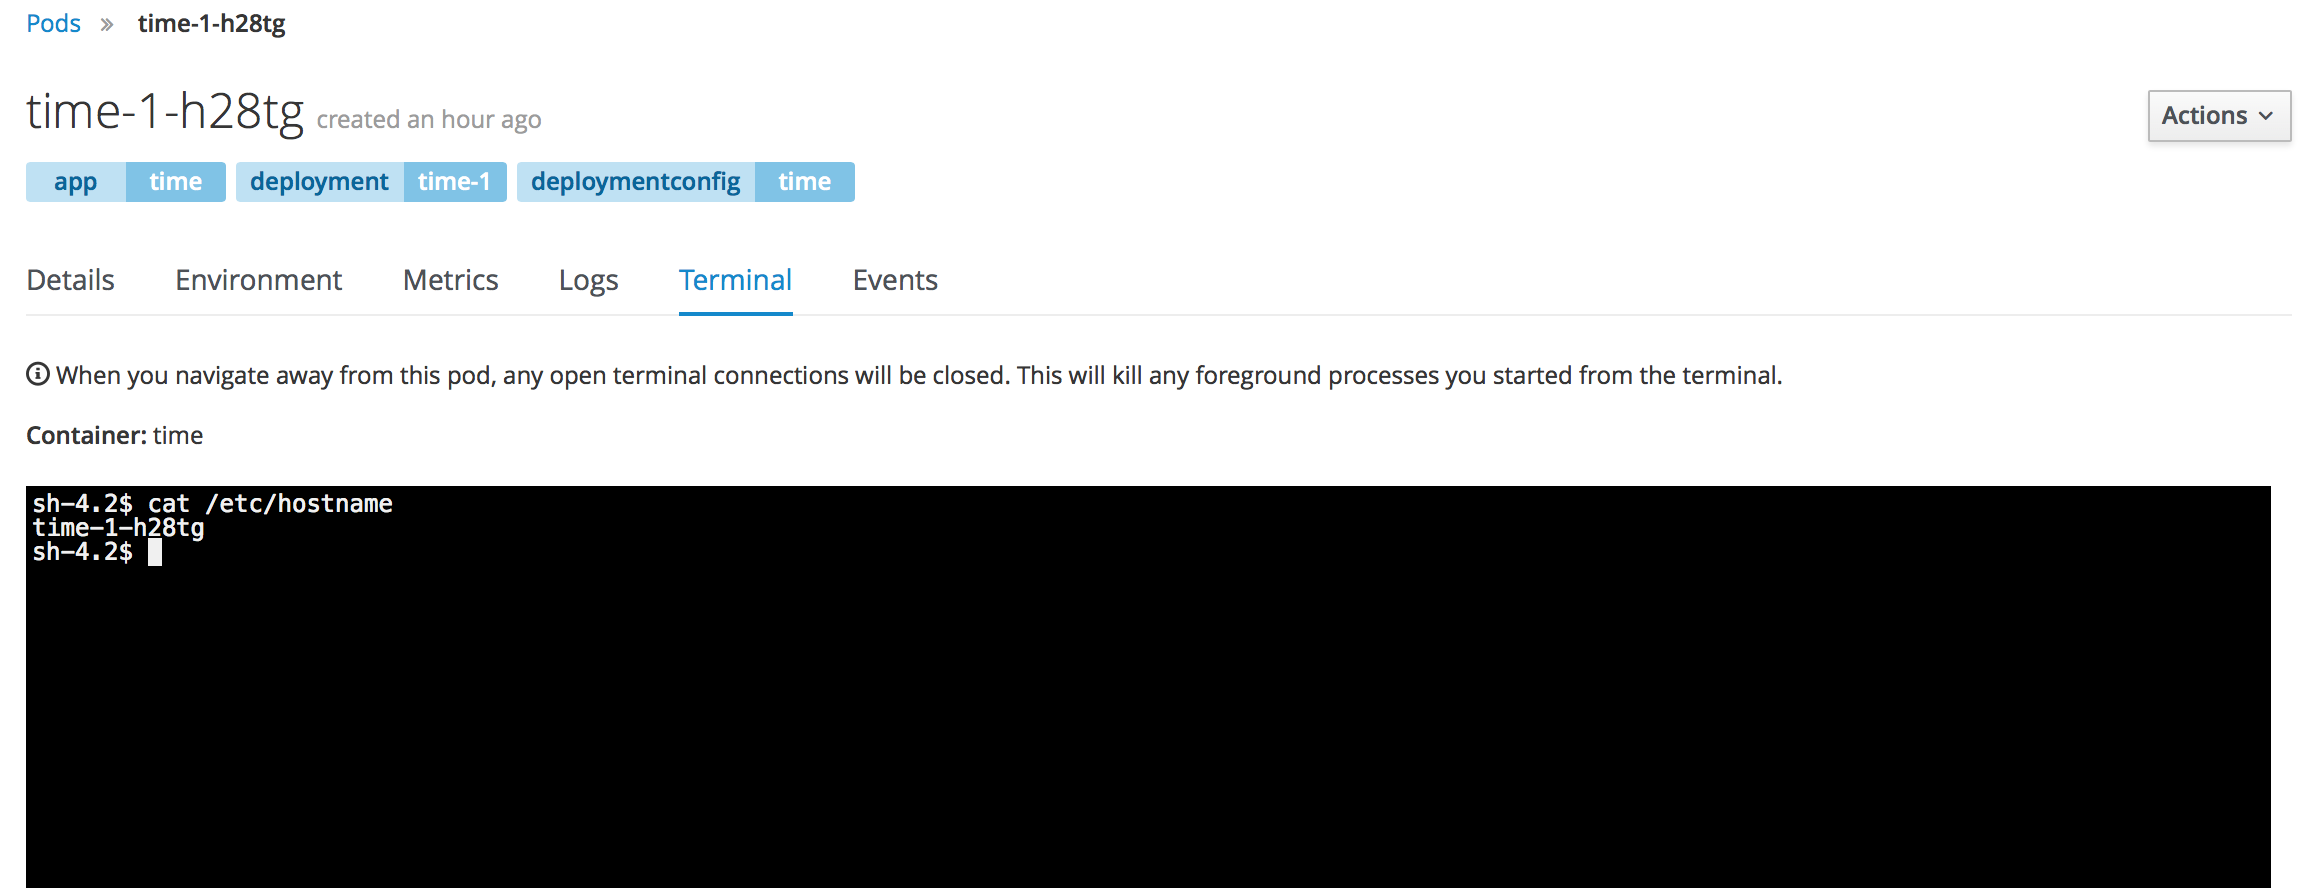 Pods » time-1-h28tg
time-1-h28tg created an hour ago
Actions
app time deployment time-1 deploymentconfig time
Details Environment Metrics Logs Terminal Events
When you navigate away from this pod, any open terminal connections will be closed. This will kill any foreground processes you started from the terminal.
Container: time
sh-4.2$ cat /etc/hostname
time-1-h28tg
sh-4.2$